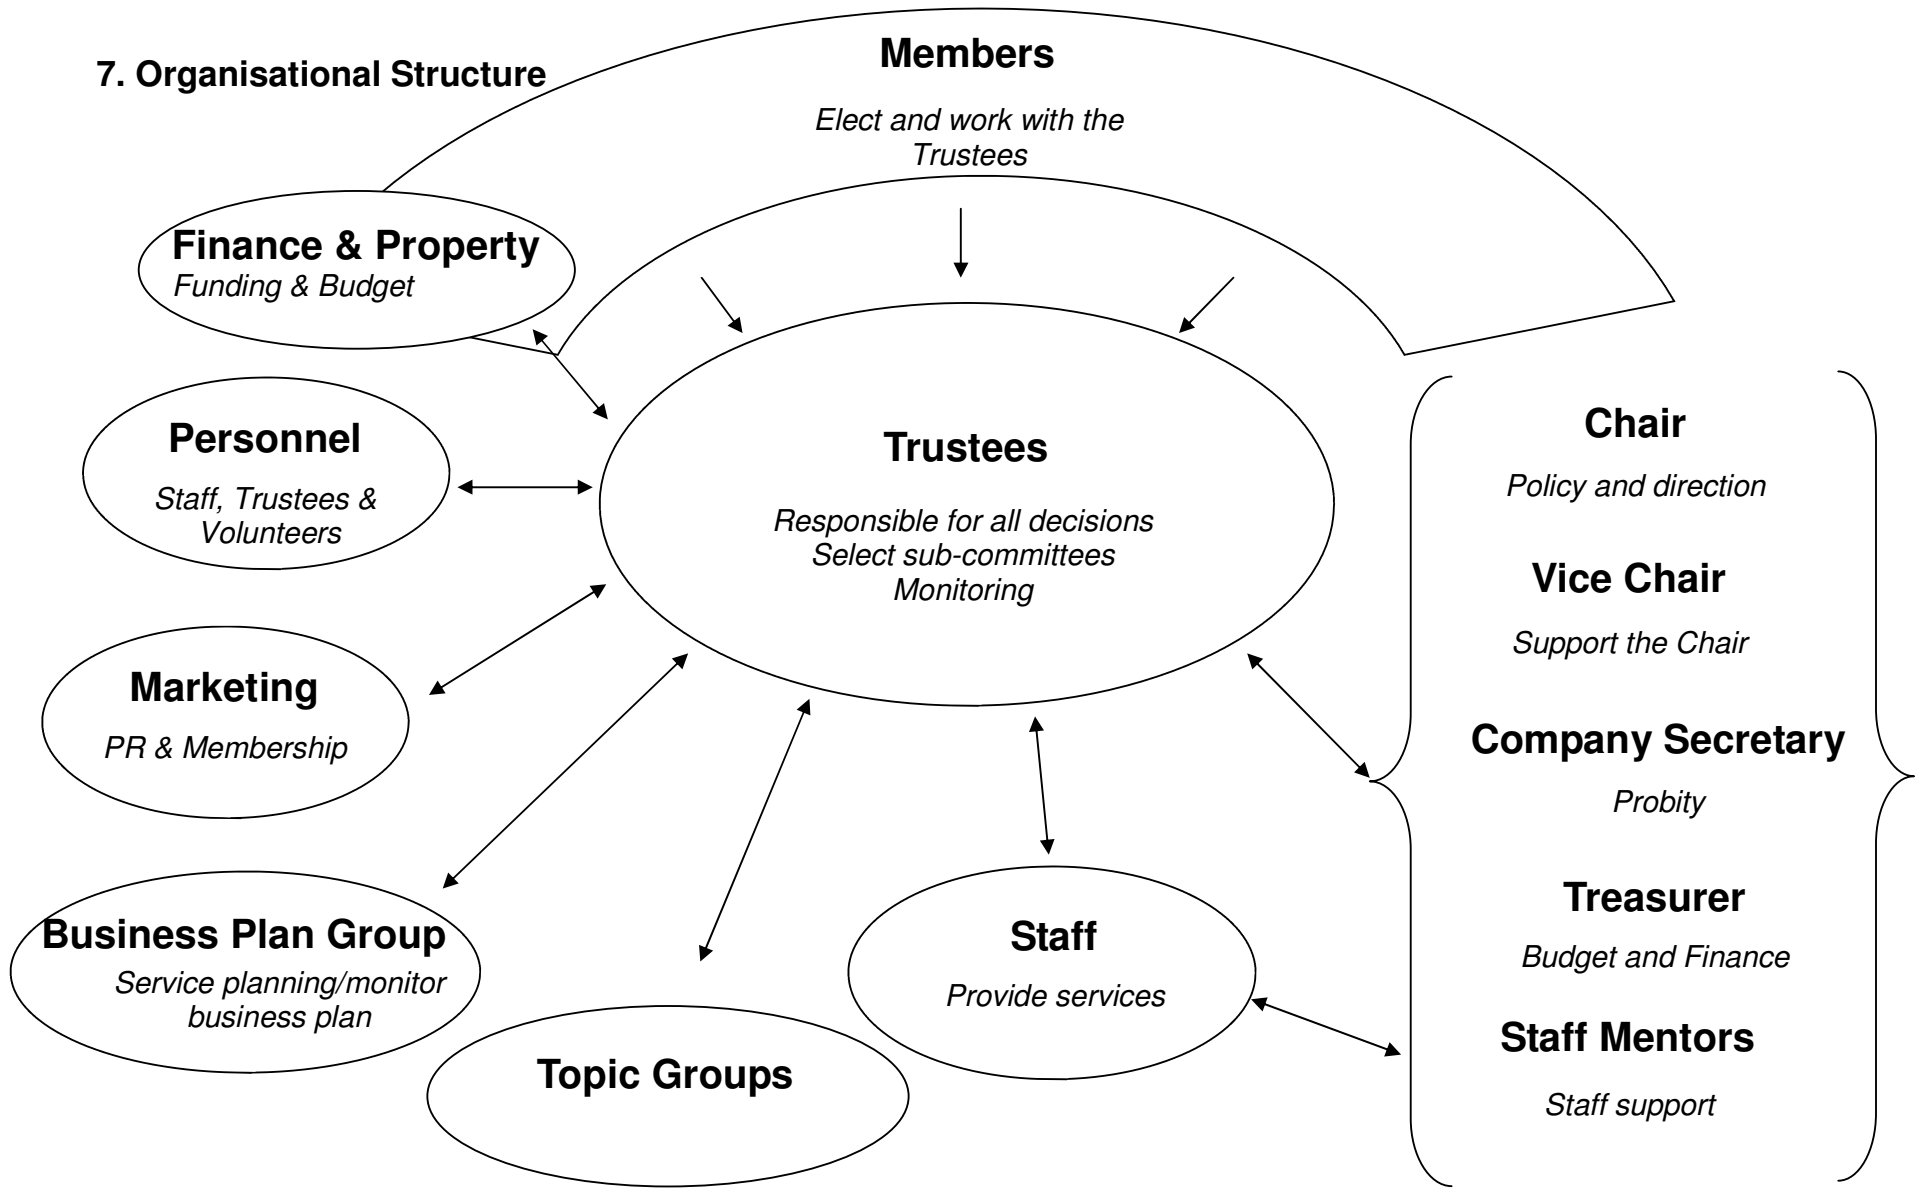 7. Organisational Structure
Members
Elect and work with the
Trustees
Finance & Property
Funding & Budget
Personnel
Staff, Trustees &
Volunteers
Marketing
PR & Membership
Business Plan Group
Service planning/monitor
business plan
Topic Groups
Trustees
Responsible for all decisions
Select sub-committees
Monitoring
Staff
Provide services
Chair
Policy and direction
Vice Chair
Support the Chair
Company Secretary
Probity
Treasurer
Budget and Finance
Staff Mentors
Staff support